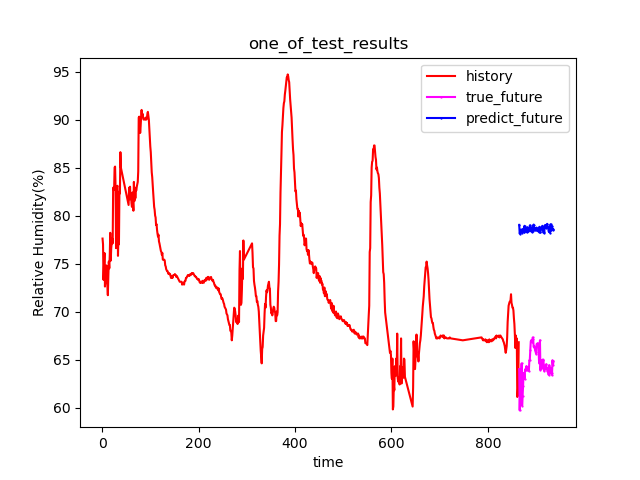 one_of_test_results
95
90
85
80
75
70
65
60
Relative Humidity(%)
history
true_future
predict_future
0
200
400
600
800
time